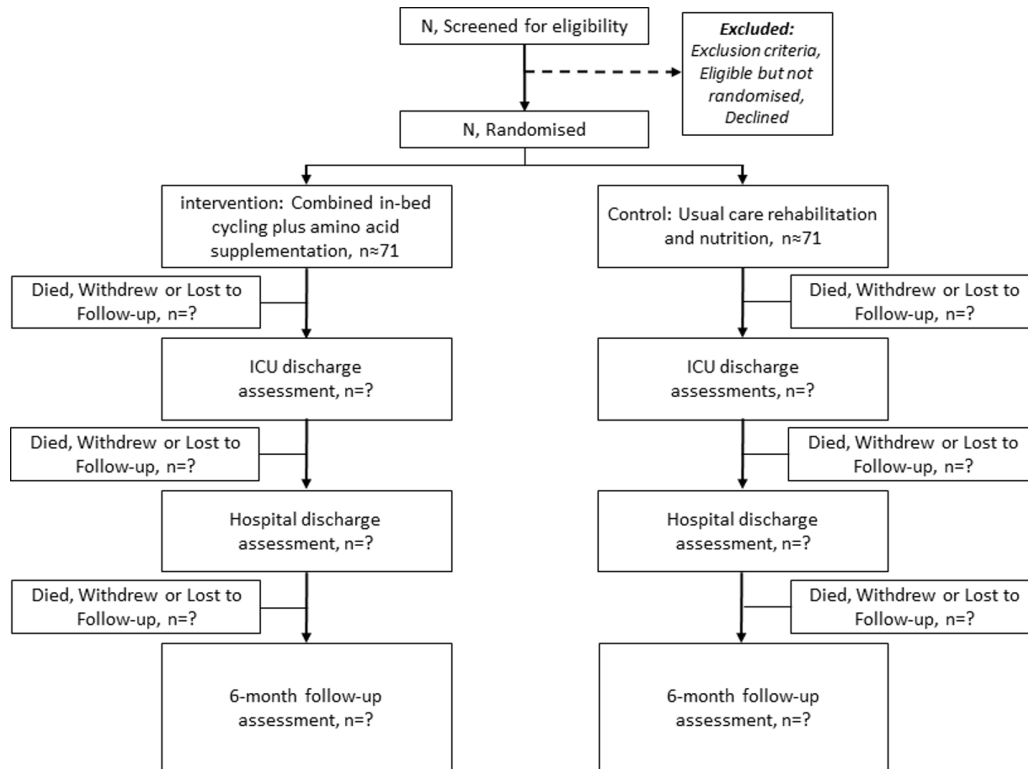 N, Screened for eligibility
Excluded:
Exclusion criteria,
Eligible but not
randomised,
Declined
N, Randomised
intervention: Combined in-bed
cycling plus amino acid
supplementation, n≈71
Control: Usual care rehabilitation
and nutrition, n≈71
Died, Withdrew or Lost to
Follow-up, n=?
Died, Withdrew or Lost to
Follow-up, n=?
ICU discharge
assessment, n=?
ICU discharge
assessments, n=?
Died, Withdrew or Lost to
Follow-up, n=?
Died, Withdrew or Lost to
Follow-up, n=?
Hospital discharge
assessment, n=?
Hospital discharge
assessment, n=?
Died, Withdrew or Lost to
Follow-up, n=?
Died, Withdrew or Lost to
Follow-up, n=?
6-month follow-up
assessment, n=?
6-month follow-up
assessment, n=?